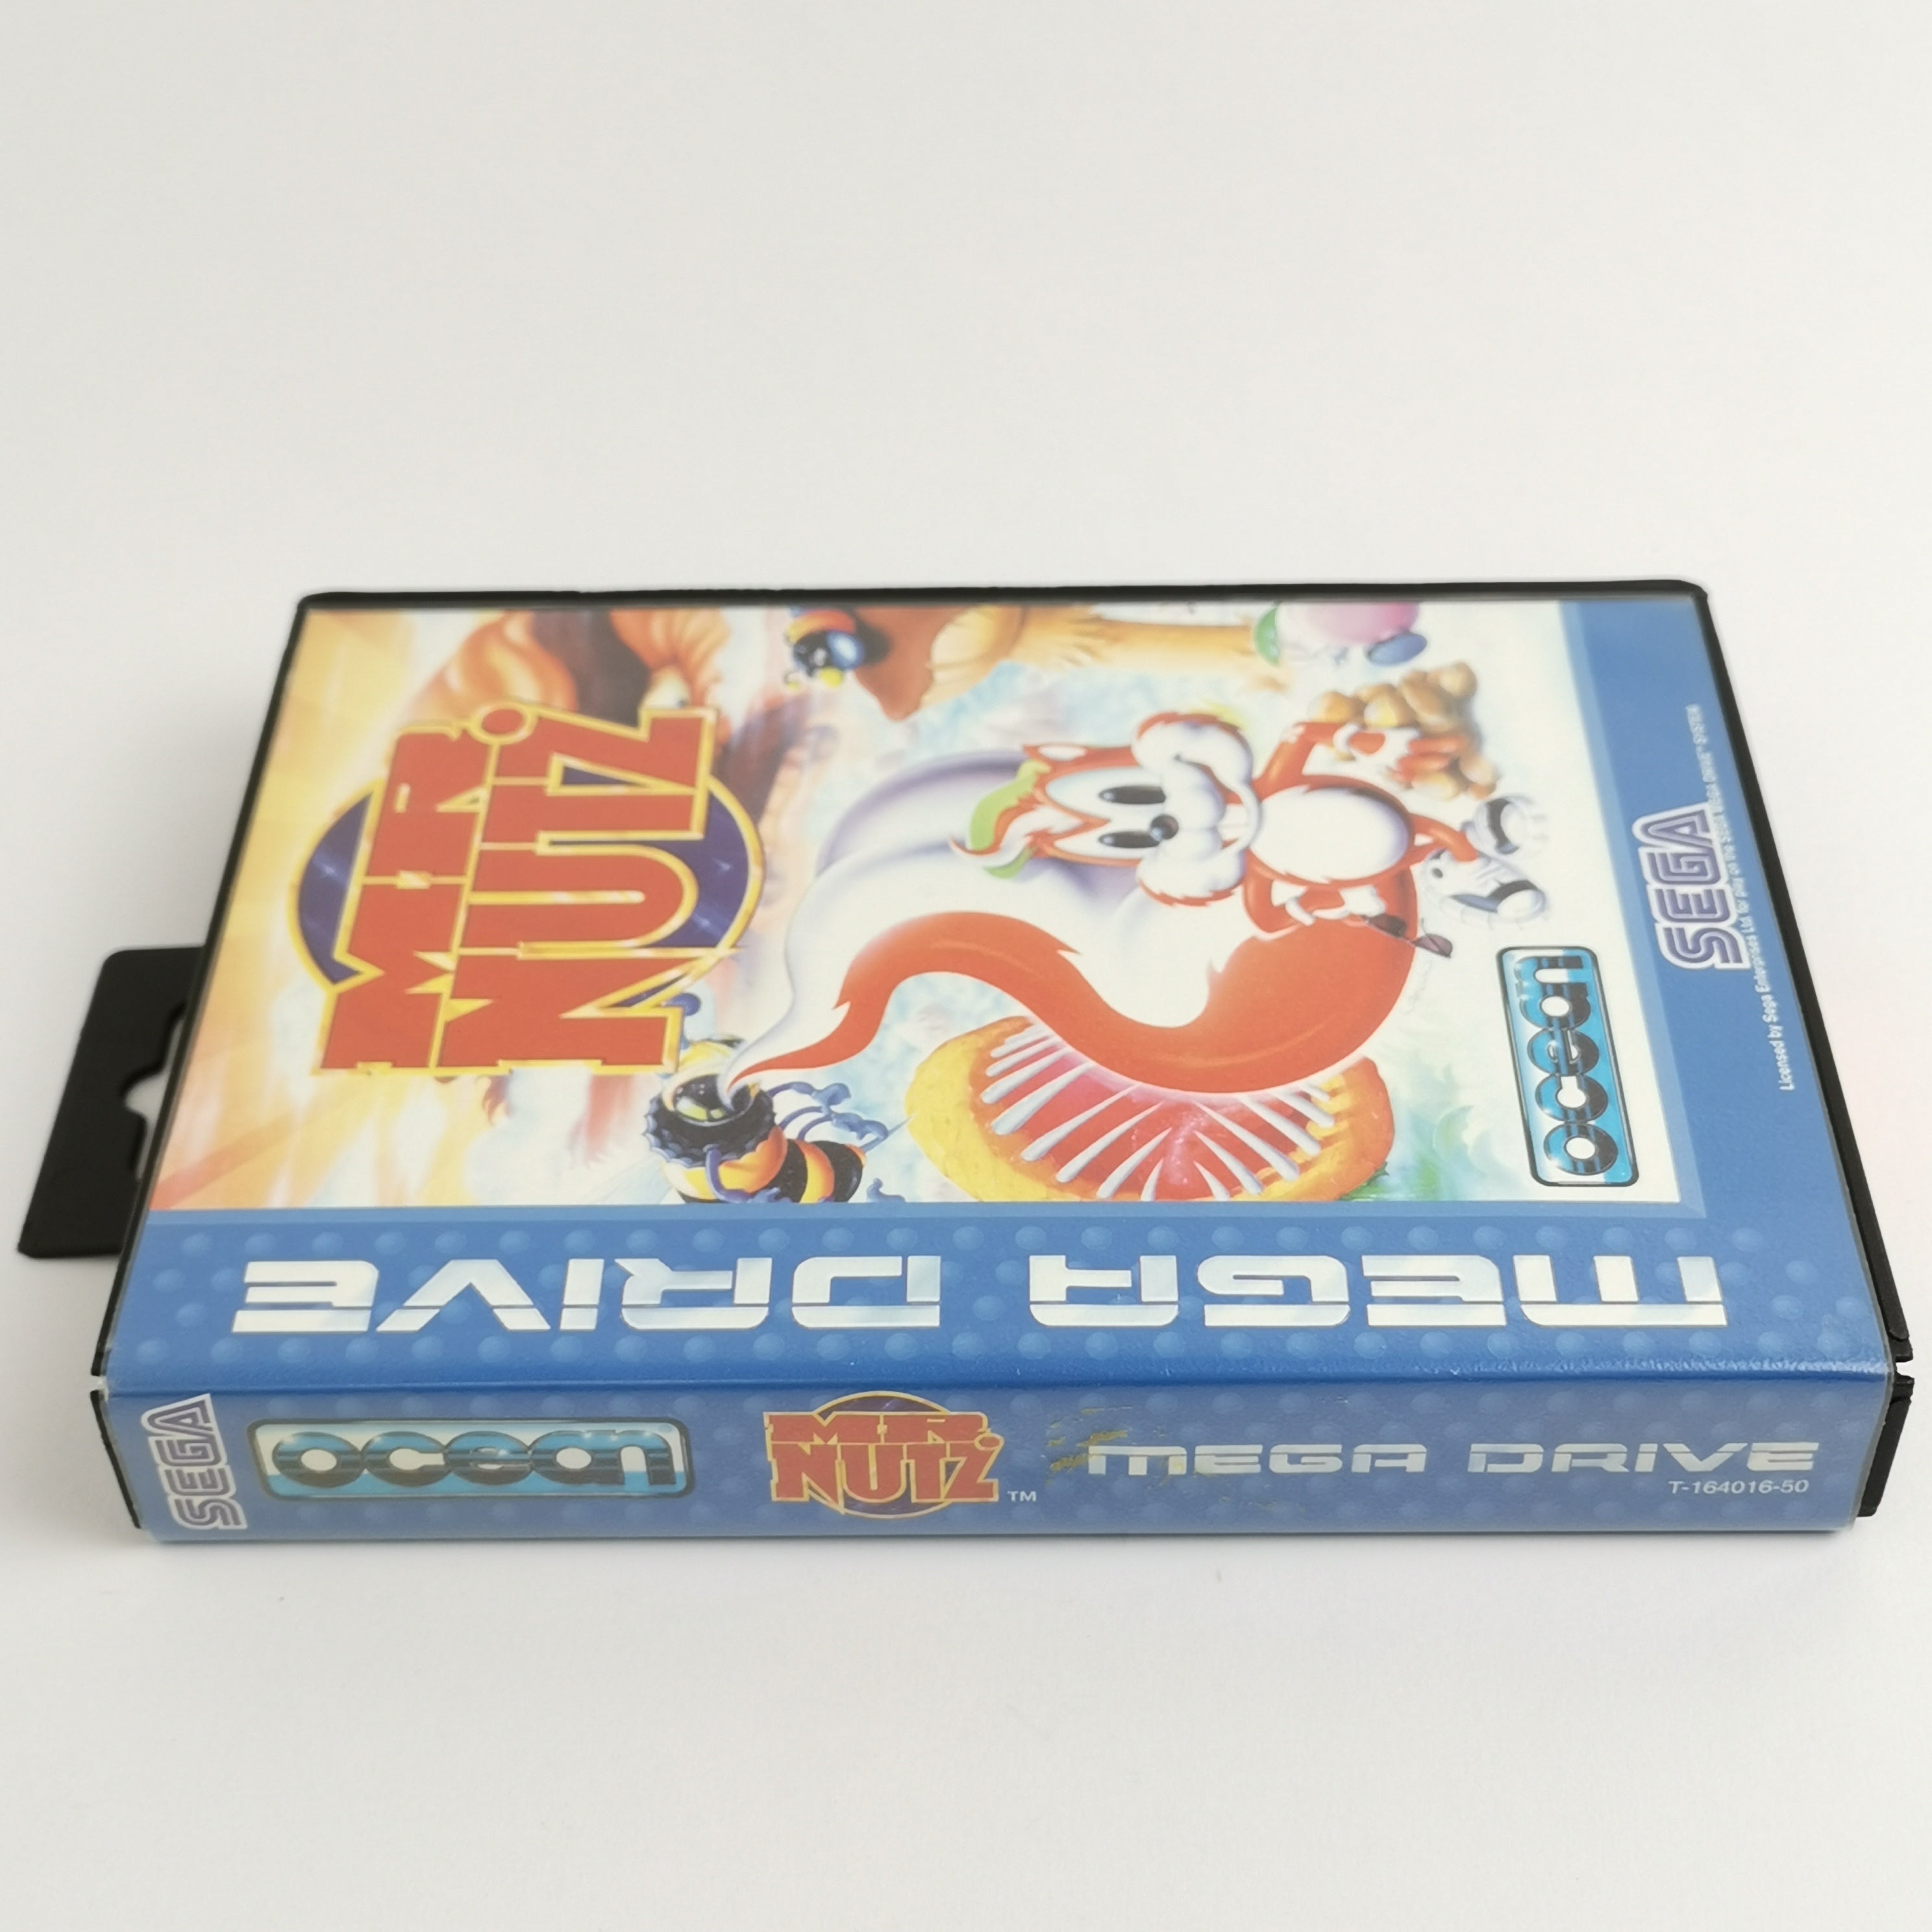 MR.
NUTZ
ocean
SEGA
Licensed by Sega Enterprises Ltd. for play on the SEGA MEGA DRIVE™ SYSTEM
MEGA DRIVE
SEGA
ocean
MR.
NUTZ
TM
MEGA DRIVE
T-164016-50